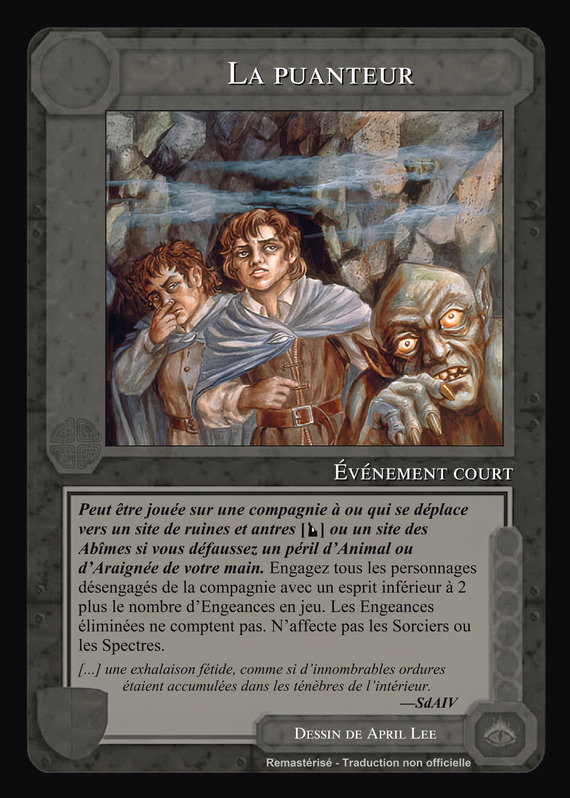 La puanteur
Événement court
Peut être jouée sur une compagnie à ou qui se déplace
vers un site de ruines et antres [] ou un site des
Abîmes si vous défaussez un péril d’Animal ou
d’Araignée de votre main. Engagez tous les personnages
désengagés de la compagnie avec un esprit inférieur à 2
plus le nombre d’Engeances en jeu. Les Engeances
éliminées ne comptent pas. N’affecte pas les Sorciers ou
les Spectres.
[...] une exhalaison fétide, comme si d’innombrables ordures
étaient accumulées dans les ténèbres de l’intérieur.
—SdAIV
Dessin de April Lee
Remastérisé - Traduction non officielle